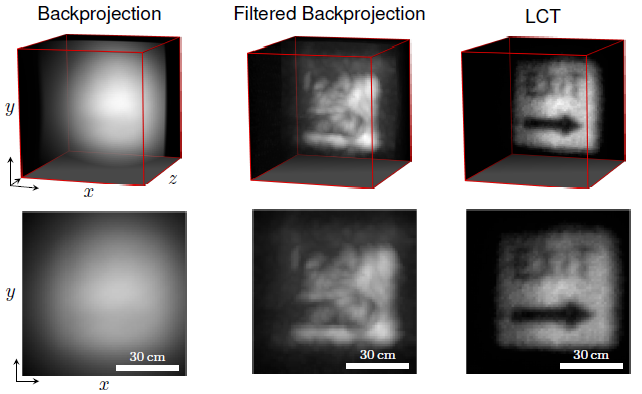 Backprojection
Filtered Backprojection
LCT
y
x
z
y
30 cm
30 cm
30 cm
x